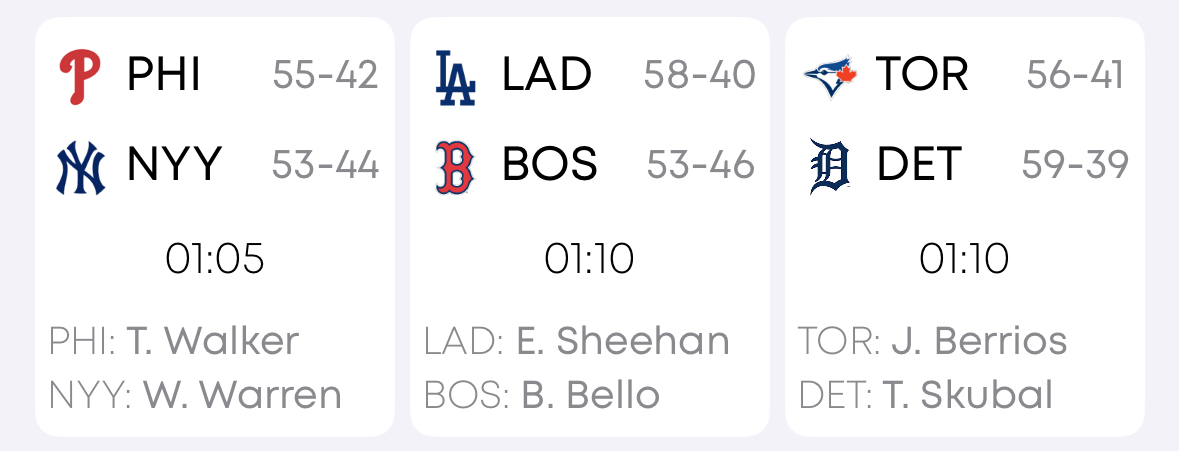 PHI 55-42
NYY 53-44
01:05
PHI: T. Walker
NYY: W. Warren
LAD 58-40
BOS 53-46
01:10
LAD: E. Sheehan
BOS: B. Bello
TOR 56-41
DET 59-39
01:10
TOR: J. Berrios
DET: T. Skubal